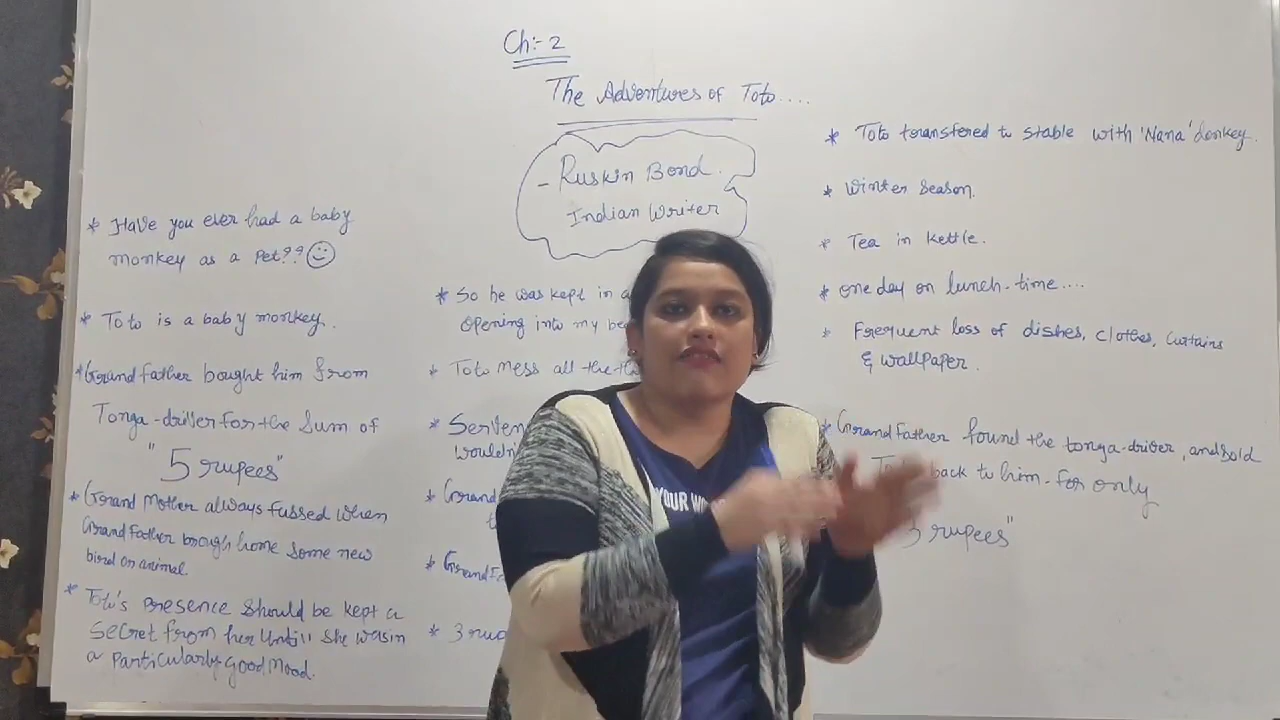 Ch:- 2
The Adventures of Toto....
- Ruskin Bond.
Indian Writer
* Have you ever had a baby
monkey as a Pet?? ☺
* Toto is a baby monkey.
* Grand father bought him from
Tonga-driver for the Sum of
"5 rupees"
* Grand Mother always fussed when
Grand father brough home some new
bird or animal.
* Toto's Presence should be kept a
Secret from her until she was in
a particularly Good Mood.
* So he was kept in a
opening into my
* Toto mess all the
*
* Grand
*
* 3
* Toto transfered to stable with 'Nana' donkey.
* Winter Season.
* Tea in kettle.
* one day on lunch-time....
* Frequent loss of dishes, clothes, Curtains
& wallpaper.
* Grand Father found the tonga-driver, and sold
back to him - for only
3 rupees"
YOUR